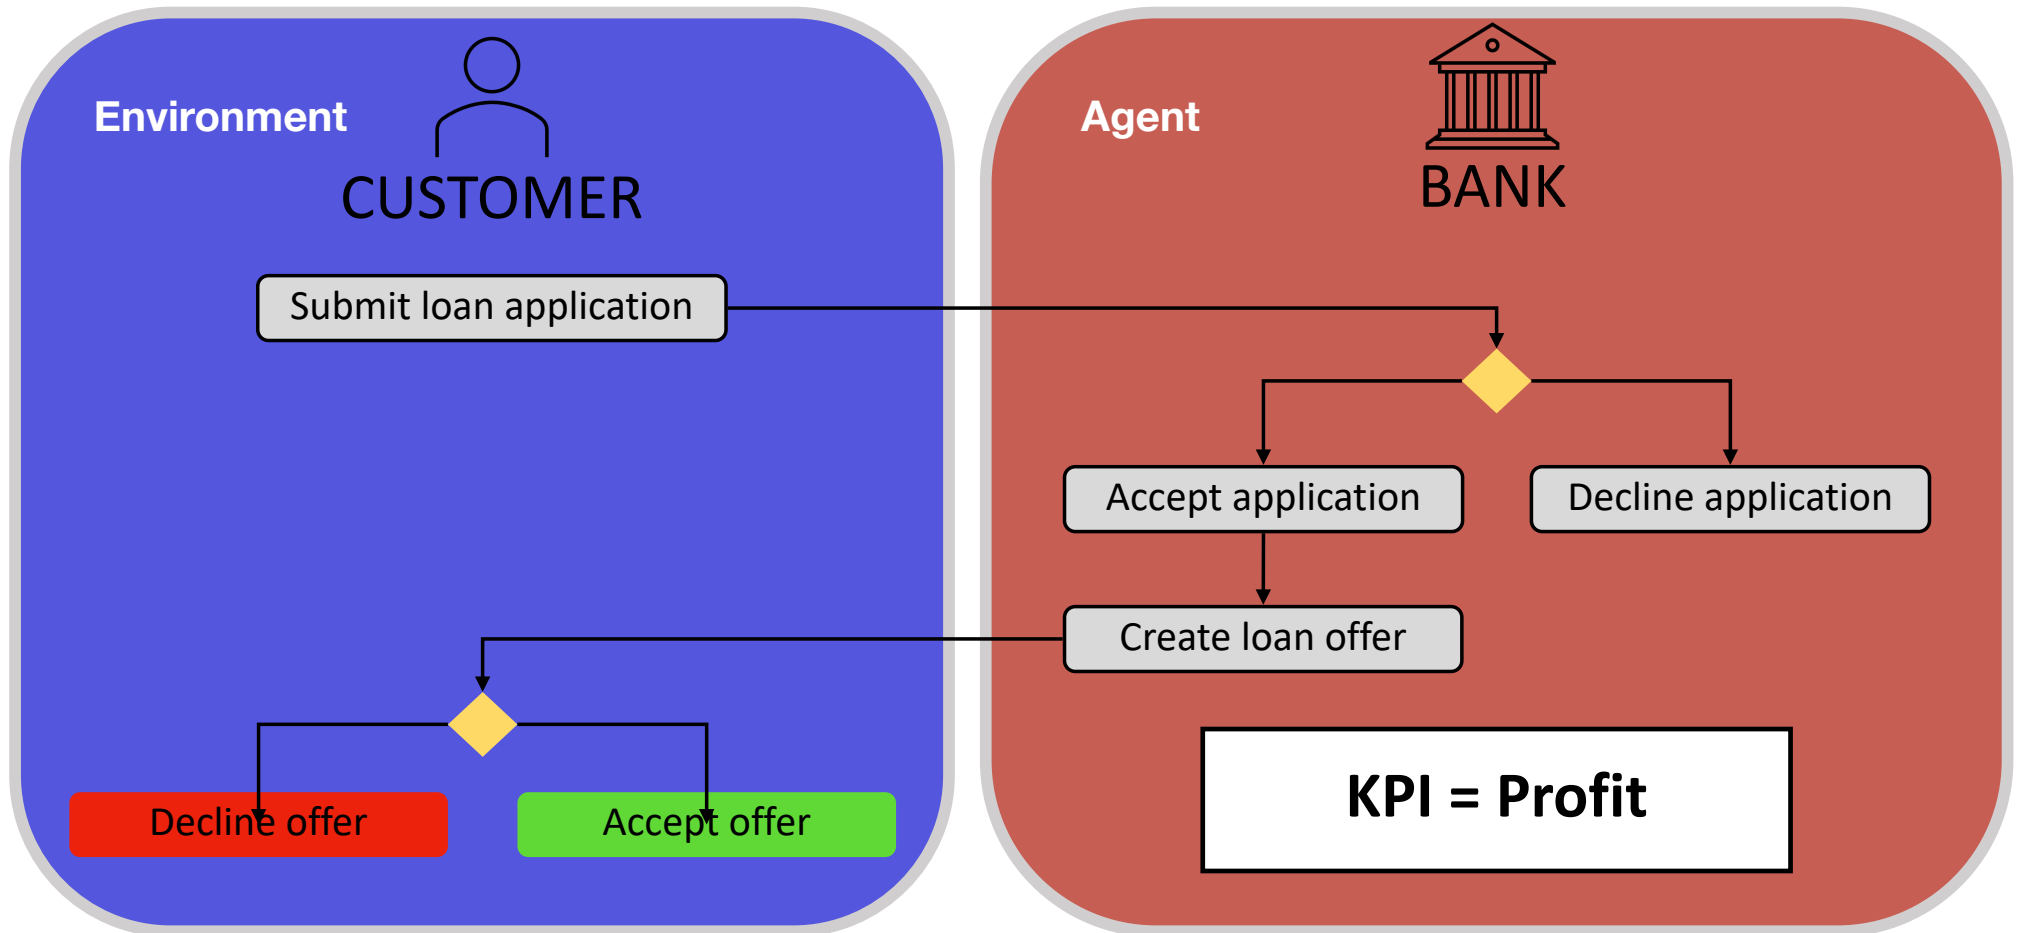 Environment
CUSTOMER
Agent
BANK
Submit loan application
Accept application
Decline application
Create loan offer
Decline offer
Accept offer
KPI = Profit